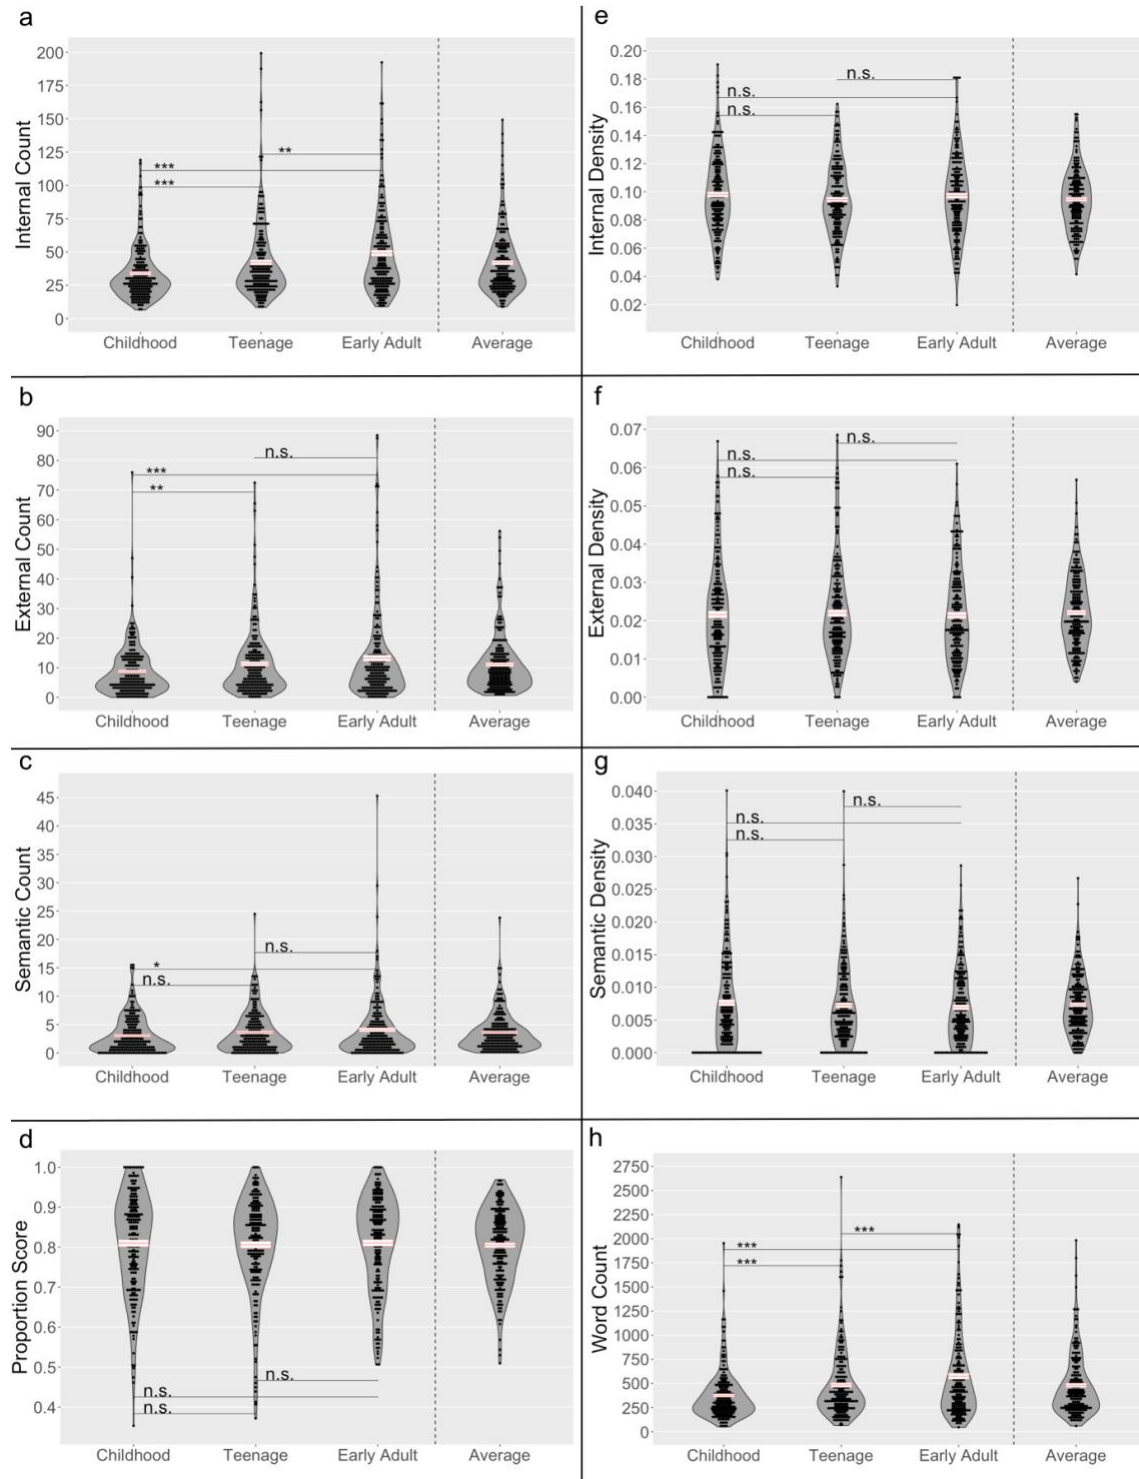 a
Internal Count
200
175
150
125
100
75
50
25
0
**
***
***
Childhood Teenage Early Adult Average
b
External Count
90
80
70
60
50
40
30
20
10
0
n.s.
***
**
Childhood Teenage Early Adult Average
c
Semantic Count
45
40
35
30
25
20
15
10
5
0
n.s.
*
n.s.
Childhood Teenage Early Adult Average
d
Proportion Score
1.0
0.9
0.8
0.7
0.6
0.5
0.4
n.s.
n.s.
n.s.
Childhood Teenage Early Adult Average
e
Internal Density
0.20
0.18
0.16
0.14
0.12
0.10
0.08
0.06
0.04
0.02
n.s.
n.s.
n.s.
Childhood Teenage Early Adult Average
f
External Density
0.07
0.06
0.05
0.04
0.03
0.02
0.01
0.00
n.s.
n.s.
n.s.
Childhood Teenage Early Adult Average
g
Semantic Density
0.040
0.035
0.030
0.025
0.020
0.015
0.010
0.005
0.000
n.s.
n.s.
n.s.
Childhood Teenage Early Adult Average
h
Word Count
2750
2500
2250
2000
1750
1500
1250
1000
750
500
250
0
***
***
***
Childhood Teenage Early Adult Average